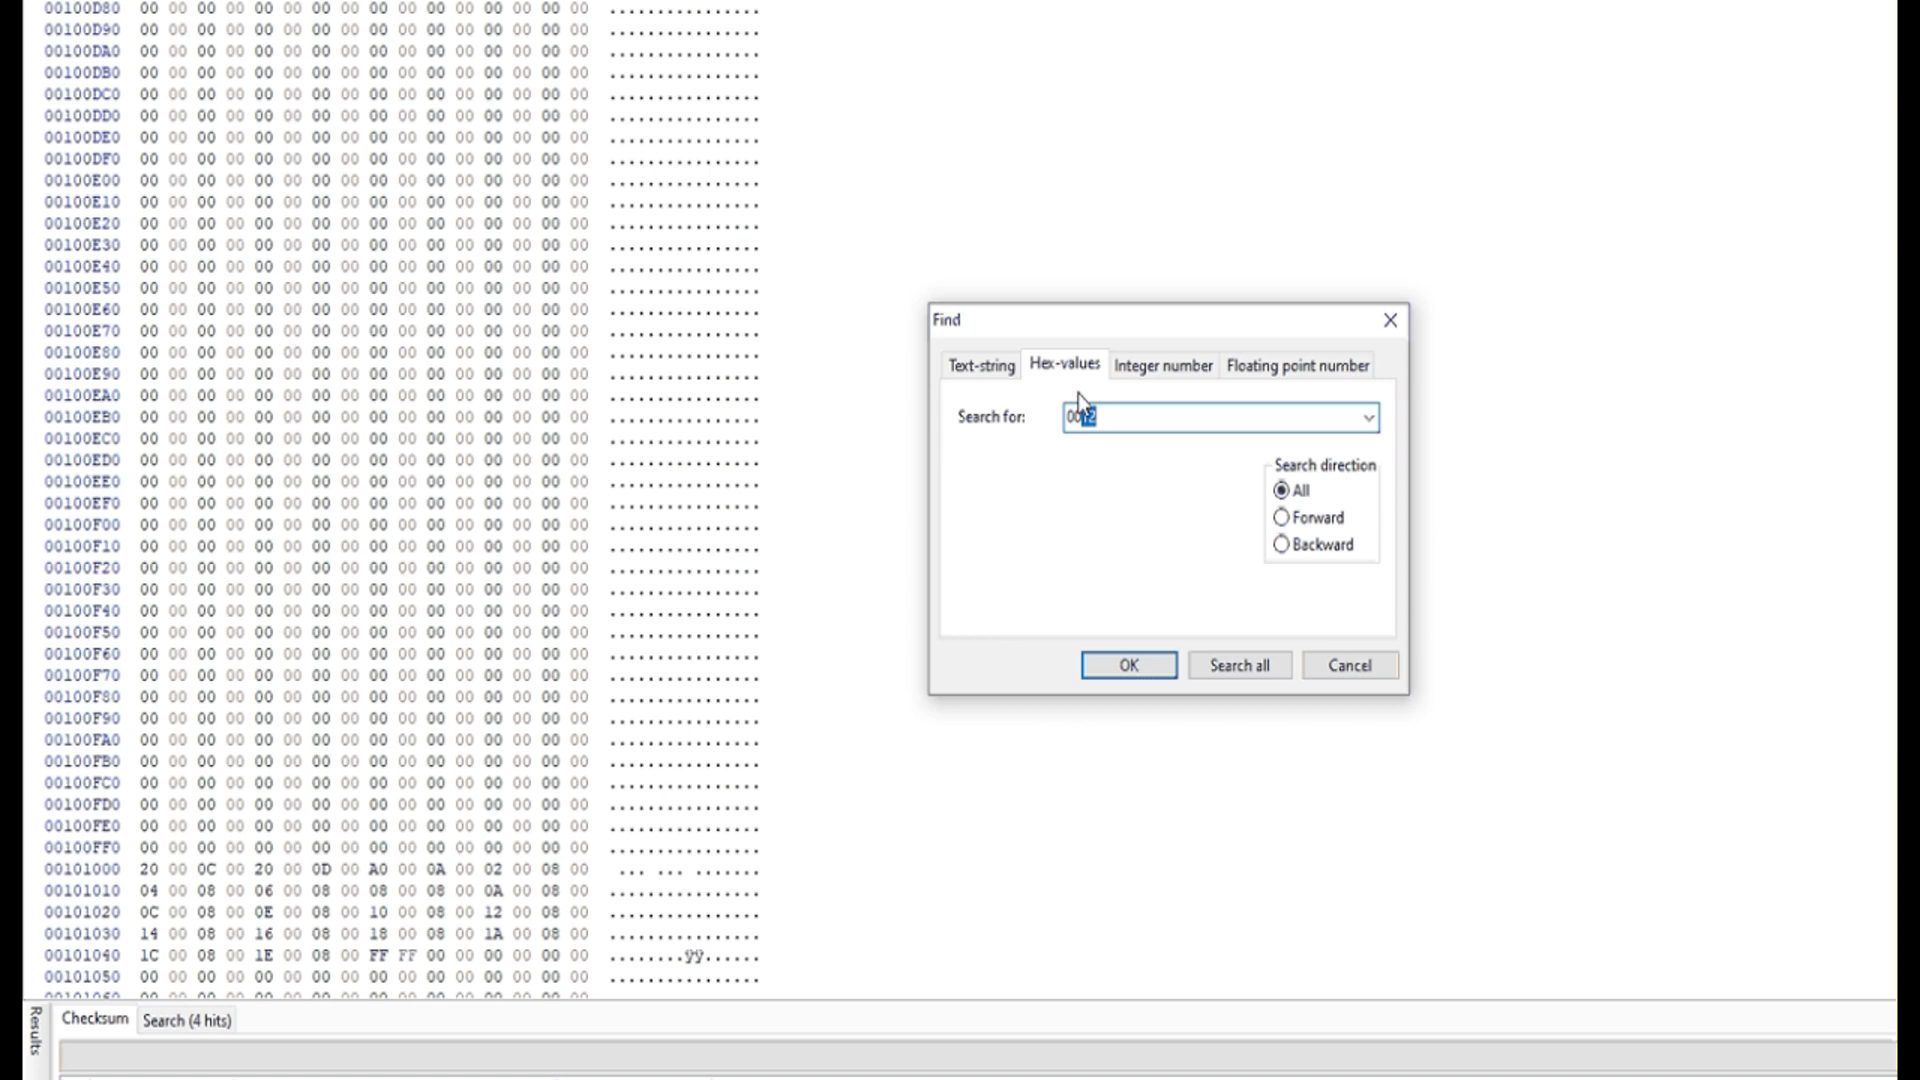 00100D80 00 00 00 00 00 00 00 00 00 00 00 00 00 00 00 00 ................
00100D90 00 00 00 00 00 00 00 00 00 00 00 00 00 00 00 00 ................
00100DA0 00 00 00 00 00 00 00 00 00 00 00 00 00 00 00 00 ................
00100DB0 00 00 00 00 00 00 00 00 00 00 00 00 00 00 00 00 ................
00100DC0 00 00 00 00 00 00 00 00 00 00 00 00 00 00 00 00 ................
00100DD0 00 00 00 00 00 00 00 00 00 00 00 00 00 00 00 00 ................
00100DE0 00 00 00 00 00 00 00 00 00 00 00 00 00 00 00 00 ................
00100DF0 00 00 00 00 00 00 00 00 00 00 00 00 00 00 00 00 ................
00100E00 00 00 00 00 00 00 00 00 00 00 00 00 00 00 00 00 ................
00100E10 00 00 00 00 00 00 00 00 00 00 00 00 00 00 00 00 ................
00100E20 00 00 00 00 00 00 00 00 00 00 00 00 00 00 00 00 ................
00100E30 00 00 00 00 00 00 00 00 00 00 00 00 00 00 00 00 ................
00100E40 00 00 00 00 00 00 00 00 00 00 00 00 00 00 00 00 ................
00100E50 00 00 00 00 00 00 00 00 00 00 00 00 00 00 00 00 ................
00100E60 00 00 00 00 00 00 00 00 00 00 00 00 00 00 00 00 ................
00100E70 00 00 00 00 00 00 00 00 00 00 00 00 00 00 00 00 ................
00100E80 00 00 00 00 00 00 00 00 00 00 00 00 00 00 00 00 ................
00100E90 00 00 00 00 00 00 00 00 00 00 00 00 00 00 00 00 ................
00100EA0 00 00 00 00 00 00 00 00 00 00 00 00 00 00 00 00 ................
00100EB0 00 00 00 00 00 00 00 00 00 00 00 00 00 00 00 00 ................
00100EC0 00 00 00 00 00 00 00 00 00 00 00 00 00 00 00 00 ................
00100ED0 00 00 00 00 00 00 00 00 00 00 00 00 00 00 00 00 ................
00100EE0 00 00 00 00 00 00 00 00 00 00 00 00 00 00 00 00 ................
00100EF0 00 00 00 00 00 00 00 00 00 00 00 00 00 00 00 00 ................
00100F00 00 00 00 00 00 00 00 00 00 00 00 00 00 00 00 00 ................
00100F10 00 00 00 00 00 00 00 00 00 00 00 00 00 00 00 00 ................
00100F20 00 00 00 00 00 00 00 00 00 00 00 00 00 00 00 00 ................
00100F30 00 00 00 00 00 00 00 00 00 00 00 00 00 00 00 00 ................
00100F40 00 00 00 00 00 00 00 00 00 00 00 00 00 00 00 00 ................
00100F50 00 00 00 00 00 00 00 00 00 00 00 00 00 00 00 00 ................
00100F60 00 00 00 00 00 00 00 00 00 00 00 00 00 00 00 00 ................
00100F70 00 00 00 00 00 00 00 00 00 00 00 00 00 00 00 00 ................
00100F80 00 00 00 00 00 00 00 00 00 00 00 00 00 00 00 00 ................
00100F90 00 00 00 00 00 00 00 00 00 00 00 00 00 00 00 00 ................
00100FA0 00 00 00 00 00 00 00 00 00 00 00 00 00 00 00 00 ................
00100FB0 00 00 00 00 00 00 00 00 00 00 00 00 00 00 00 00 ................
00100FC0 00 00 00 00 00 00 00 00 00 00 00 00 00 00 00 00 ................
00100FD0 00 00 00 00 00 00 00 00 00 00 00 00 00 00 00 00 ................
00100FE0 00 00 00 00 00 00 00 00 00 00 00 00 00 00 00 00 ................
00100FF0 00 00 00 00 00 00 00 00 00 00 00 00 00 00 00 00 ................
00101000 20 00 0C 00 20 00 0D 00 A0 00 0A 00 02 00 08 00 ... ... .......
00101010 04 00 08 00 06 00 08 00 08 00 08 00 0A 00 08 00 ................
00101020 0C 00 08 00 0E 00 08 00 10 00 08 00 12 00 08 00 ................
00101030 14 00 08 00 16 00 08 00 18 00 08 00 1A 00 08 00 ................
00101040 1C 00 08 00 1E 00 08 00 FF FF 00 00 00 00 00 00 ........ÿÿ......
00101050 00 00 00 00 00 00 00 00 00 00 00 00 00 00 00 00 ................
Find
Text-string Hex-values Integer number Floating point number
Search for:
Search direction
All
Forward
Backward
OK Search all Cancel
Results
Checksum Search (4 hits)